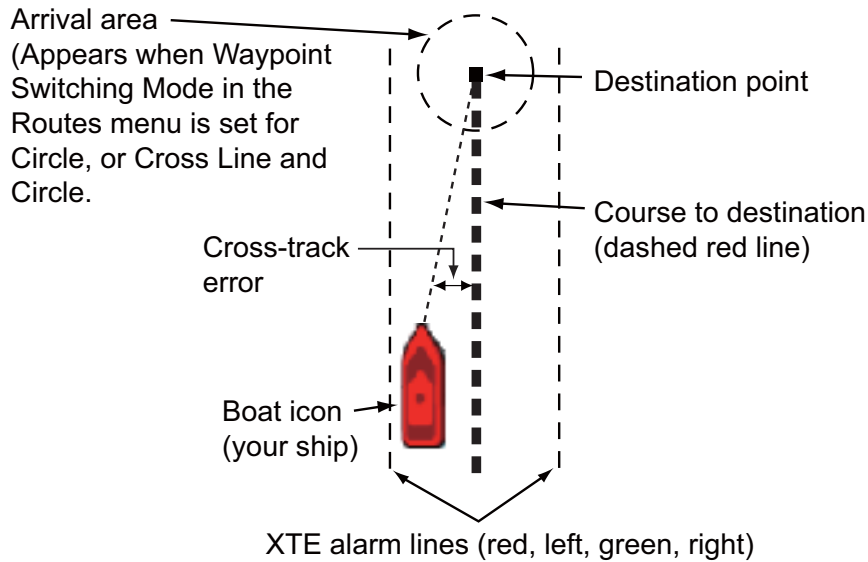 Arrival area
(Appears when Waypoint
Switching Mode in the
Routes menu is set for
Circle, or Cross Line and
Circle.
Destination point
Course to destination
(dashed red line)
Cross-track
error
Boat icon
(your ship)
XTE alarm lines (red, left, green, right)